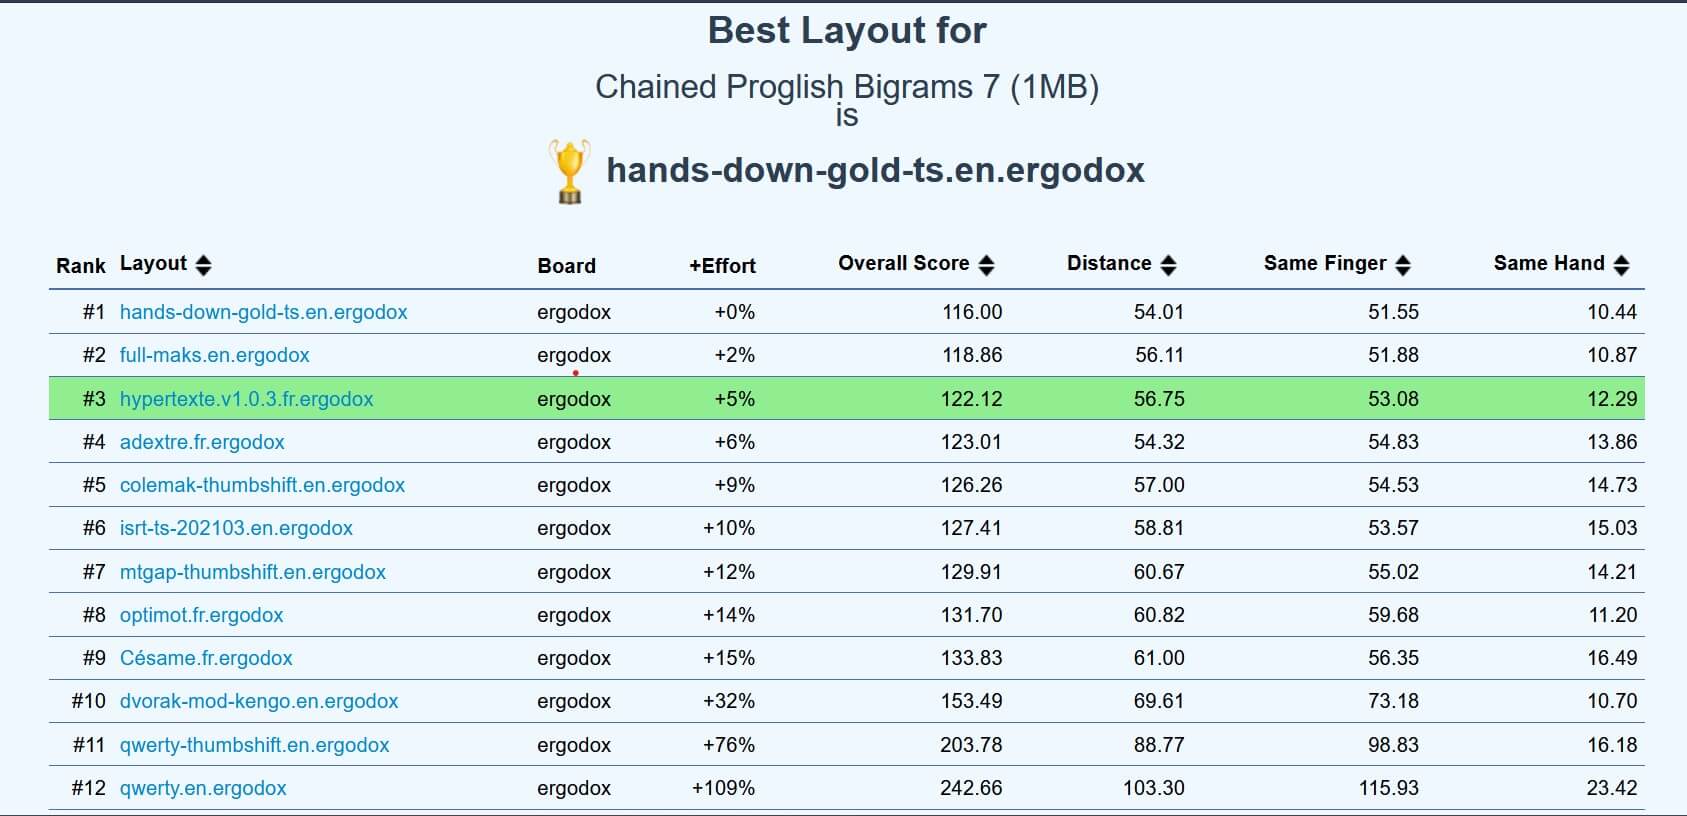 Best Layout for
Chained Proglish Bigrams 7 (1MB)
is
hands-down-gold-ts.en.ergodox
Rank Layout Board +Effort Overall Score Distance Same Finger Same Hand
#1 hands-down-gold-ts.en.ergodox ergodox +0% 116.00 54.01 51.55 10.44
#2 full-maks.en.ergodox ergodox +2% 118.86 56.11 51.88 10.87
#3 hypertexte.v1.0.3.fr.ergodox ergodox +5% 122.12 56.75 53.08 12.29
#4 adextre.fr.ergodox ergodox +6% 123.01 54.32 54.83 13.86
#5 colemak-thumbshift.en.ergodox ergodox +9% 126.26 57.00 54.53 14.73
#6 isrt-ts-202103.en.ergodox ergodox +10% 127.41 58.81 53.57 15.03
#7 mtgap-thumbshift.en.ergodox ergodox +12% 129.91 60.67 55.02 14.21
#8 optimot.fr.ergodox ergodox +14% 131.70 60.82 59.68 11.20
#9 Césame.fr.ergodox ergodox +15% 133.83 61.00 56.35 16.49
#10 dvorak-mod-kengo.en.ergodox ergodox +32% 153.49 69.61 73.18 10.70
#11 qwerty-thumbshift.en.ergodox ergodox +76% 203.78 88.77 98.83 16.18
#12 qwerty.en.ergodox ergodox +109% 242.66 103.30 115.93 23.42